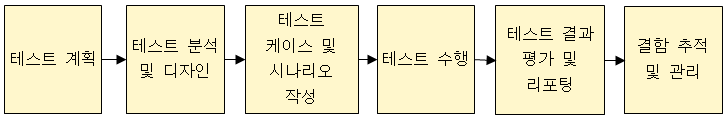 테스트 계획
테스트 분석
및 디자인
테스트
케이스 및
시나리오
작성
테스트 수행
테스트 결과
평가 및
리포팅
결함 추적
및 관리